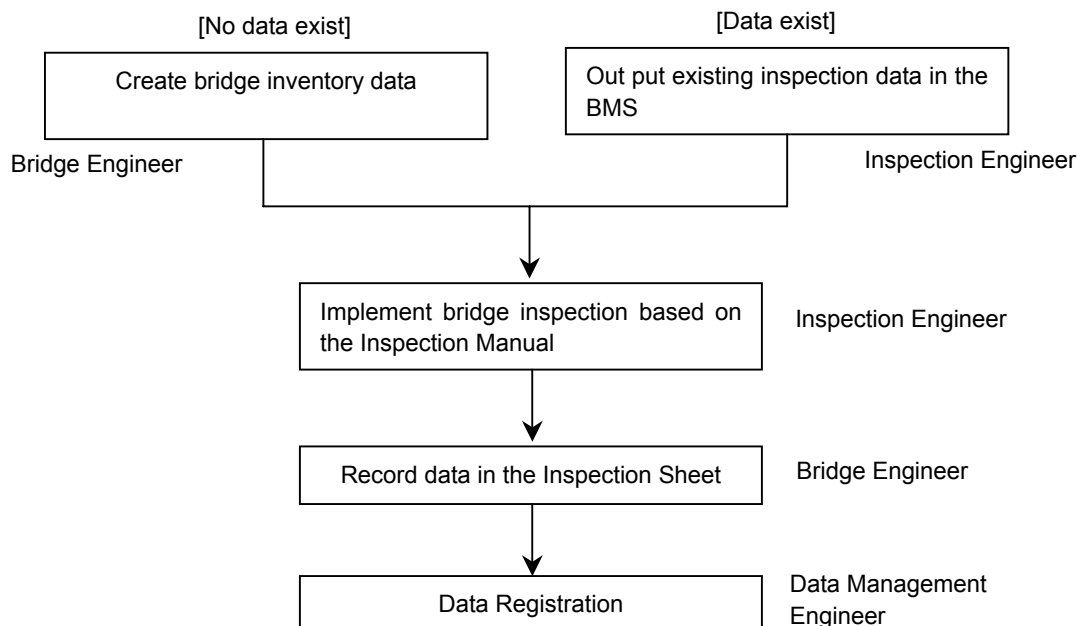 [No data exist]
[Data exist]
Create bridge inventory data
Out put existing inspection data in the
BMS
Bridge Engineer
Inspection Engineer
Implement bridge inspection based on
the Inspection Manual
Inspection Engineer
Record data in the Inspection Sheet
Bridge Engineer
Data Registration
Data Management
Engineer